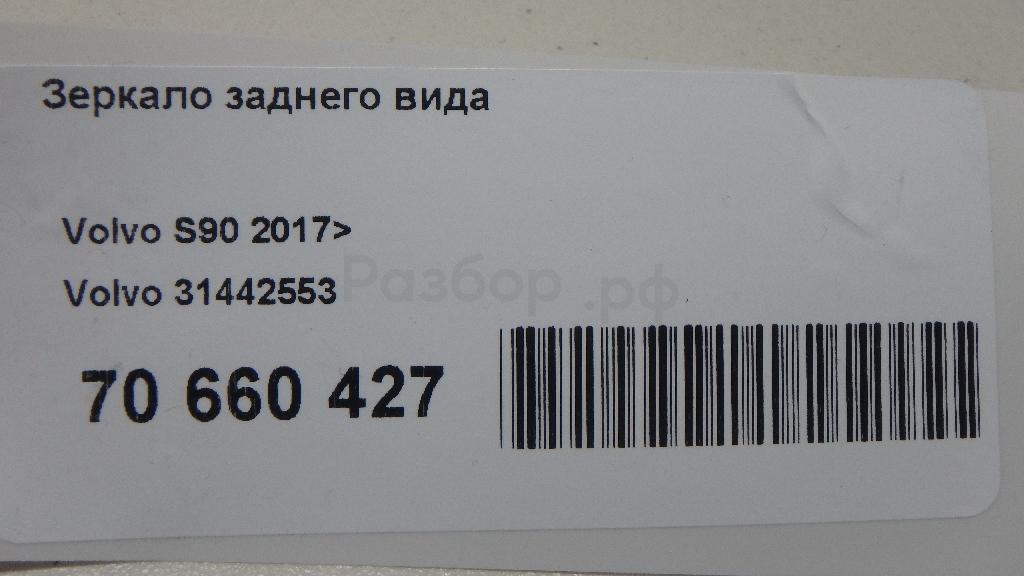 Зеркало заднего вида
Volvo S90 2017>
Volvo 31442553
Разбор.рф
70 660 427